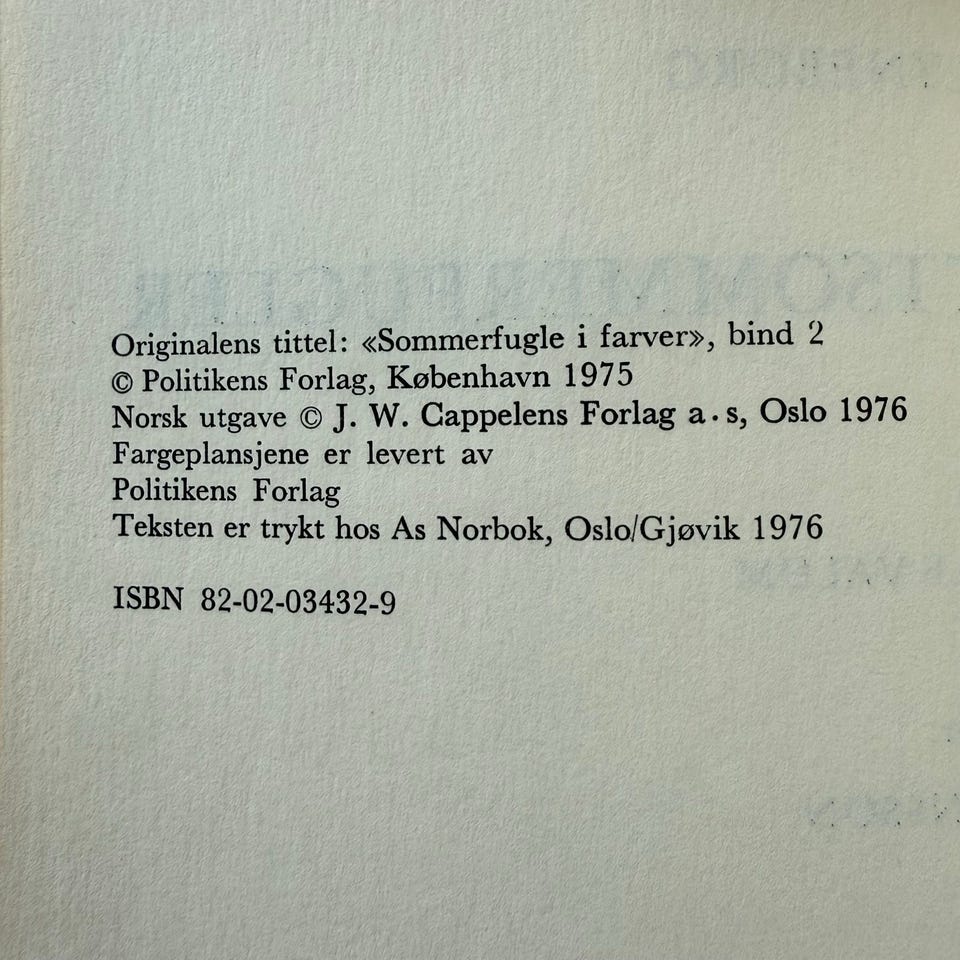 Originalens tittel: «Sommerfugle i farver», bind 2
© Politikens Forlag, København 1975
Norsk utgave © J. W. Cappelens Forlag a·s, Oslo 1976
Fargeplansjene er levert av
Politikens Forlag
Teksten er trykt hos As Norbok, Oslo/Gjøvik 1976
ISBN 82-02-03432-9